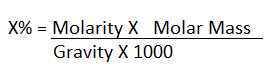 X% = Molarity X Molar Mass
Gravity X 1000